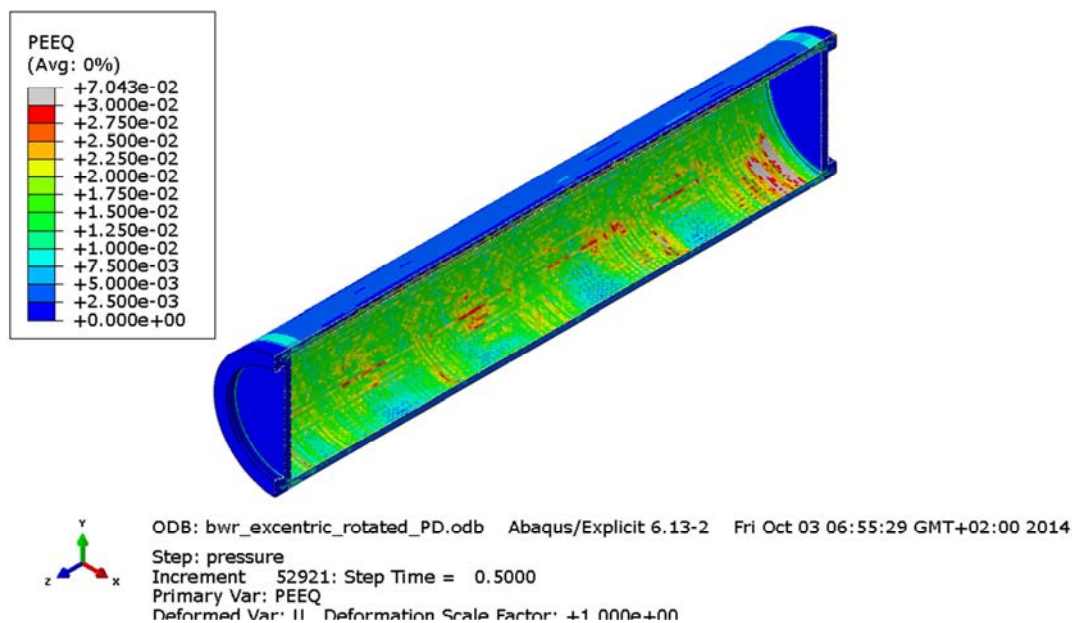 PEEQ
(Avg: 0%)
+7.043e-02
+3.000e-02
+2.750e-02
+2.500e-02
+2.250e-02
+2.000e-02
+1.750e-02
+1.500e-02
+1.250e-02
+1.000e-02
+7.500e-03
+5.000e-03
+2.500e-03
+0.000e+00
Y
Z X
ODB: bwr_excentric_rotated_PD.odb Abaqus/Explicit 6.13-2 Fri Oct 03 06:55:29 GMT+02:00 2014
Step: pressure
Increment 52921: Step Time = 0.5000
Primary Var: PEEQ
Deformed Var: U Deformation Scale Factor: +1.000e+00